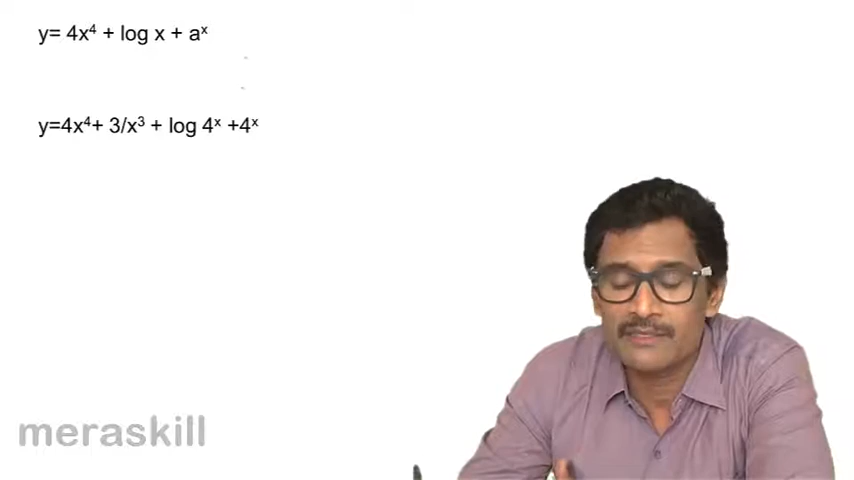 y= 4x⁴ + log x + aˣ
y=4x⁴+ 3/x³ + log 4ˣ +4ˣ
meraskill